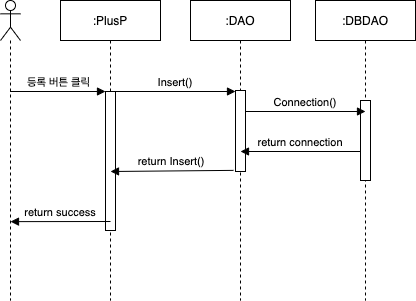 :PlusP
:DAO
:DBDAO
등록 버튼 클릭
Insert()
Connection()
return connection
return Insert()
return success